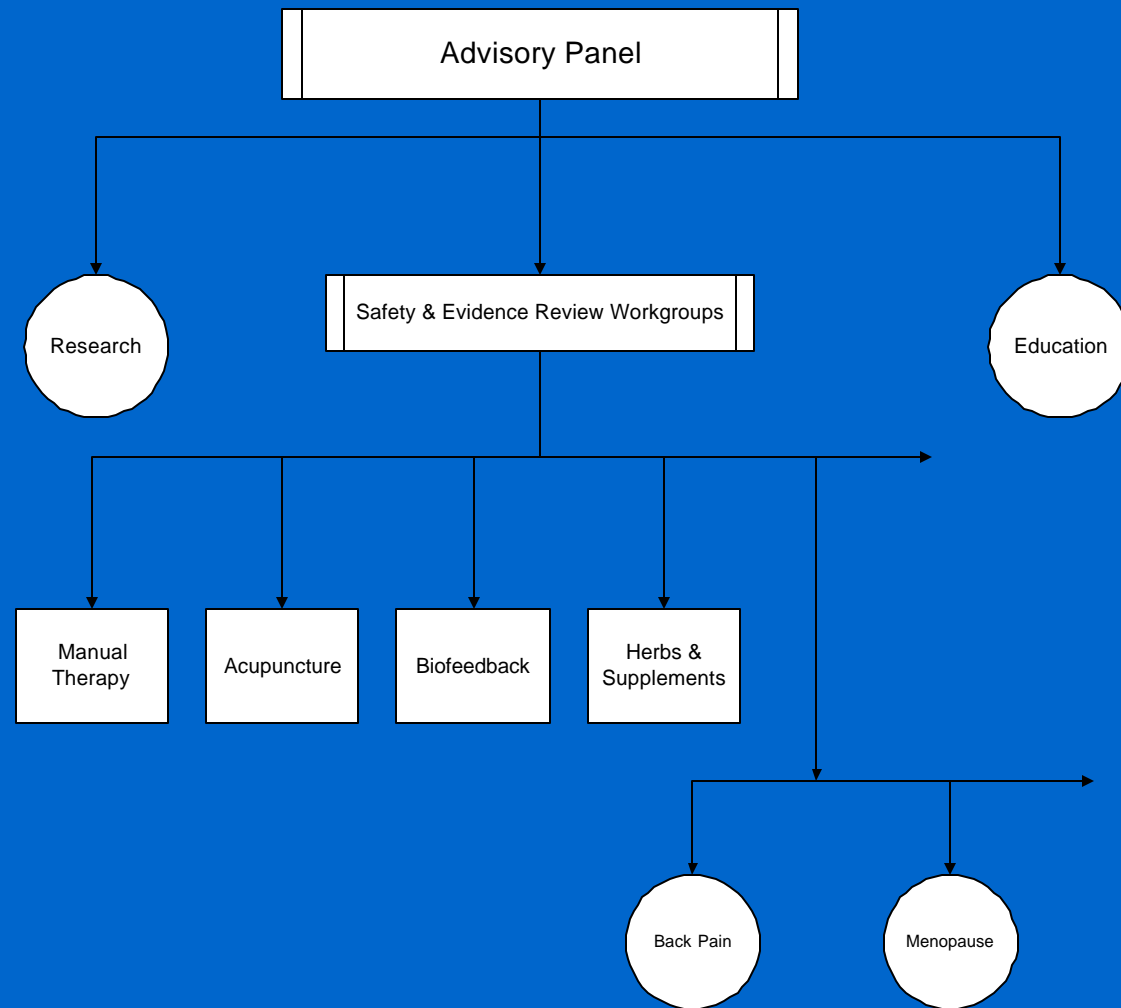 Advisory Panel
Research
Safety & Evidence Review Workgroups
Education
Manual
Therapy
Acupuncture
Biofeedback
Herbs &
Supplements
Back Pain
Menopause